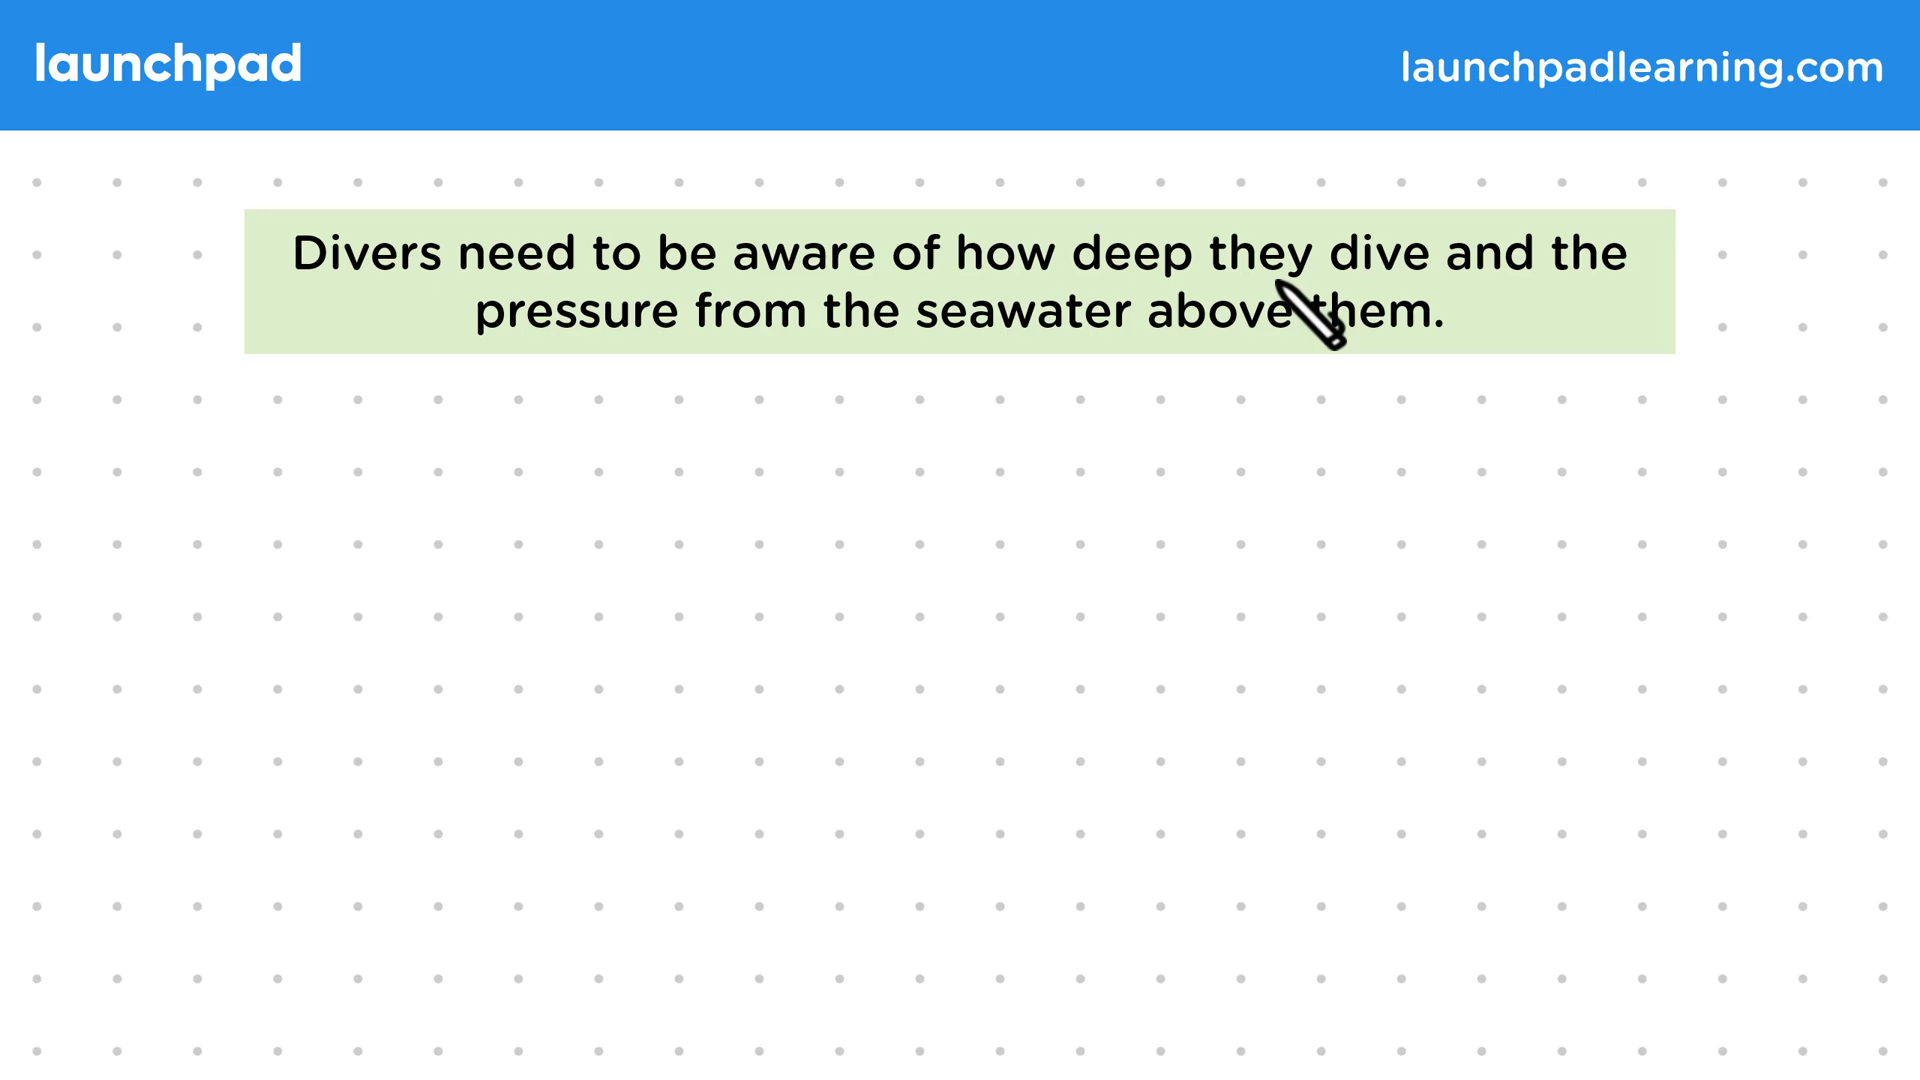 launchpad
launchpadlearning.com
Divers need to be aware of how deep they dive and the
pressure from the seawater above them.